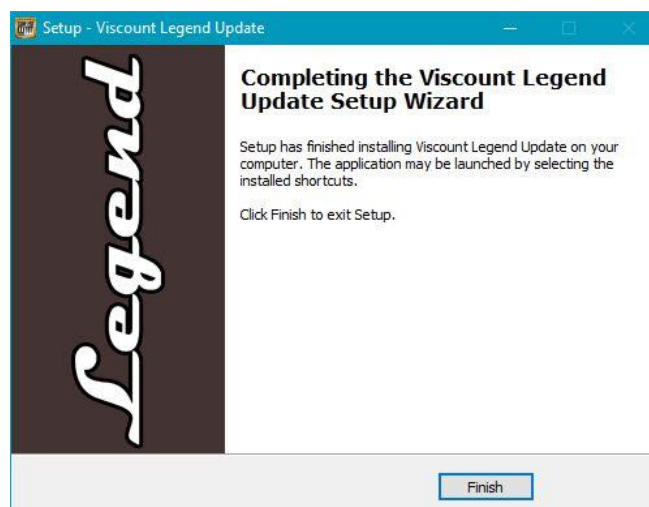 Setup - Viscount Legend Update
Legend
Completing the Viscount Legend
Update Setup Wizard
Setup has finished installing Viscount Legend Update on your
computer. The application may be launched by selecting the
installed shortcuts.
Click Finish to exit Setup.
Finish